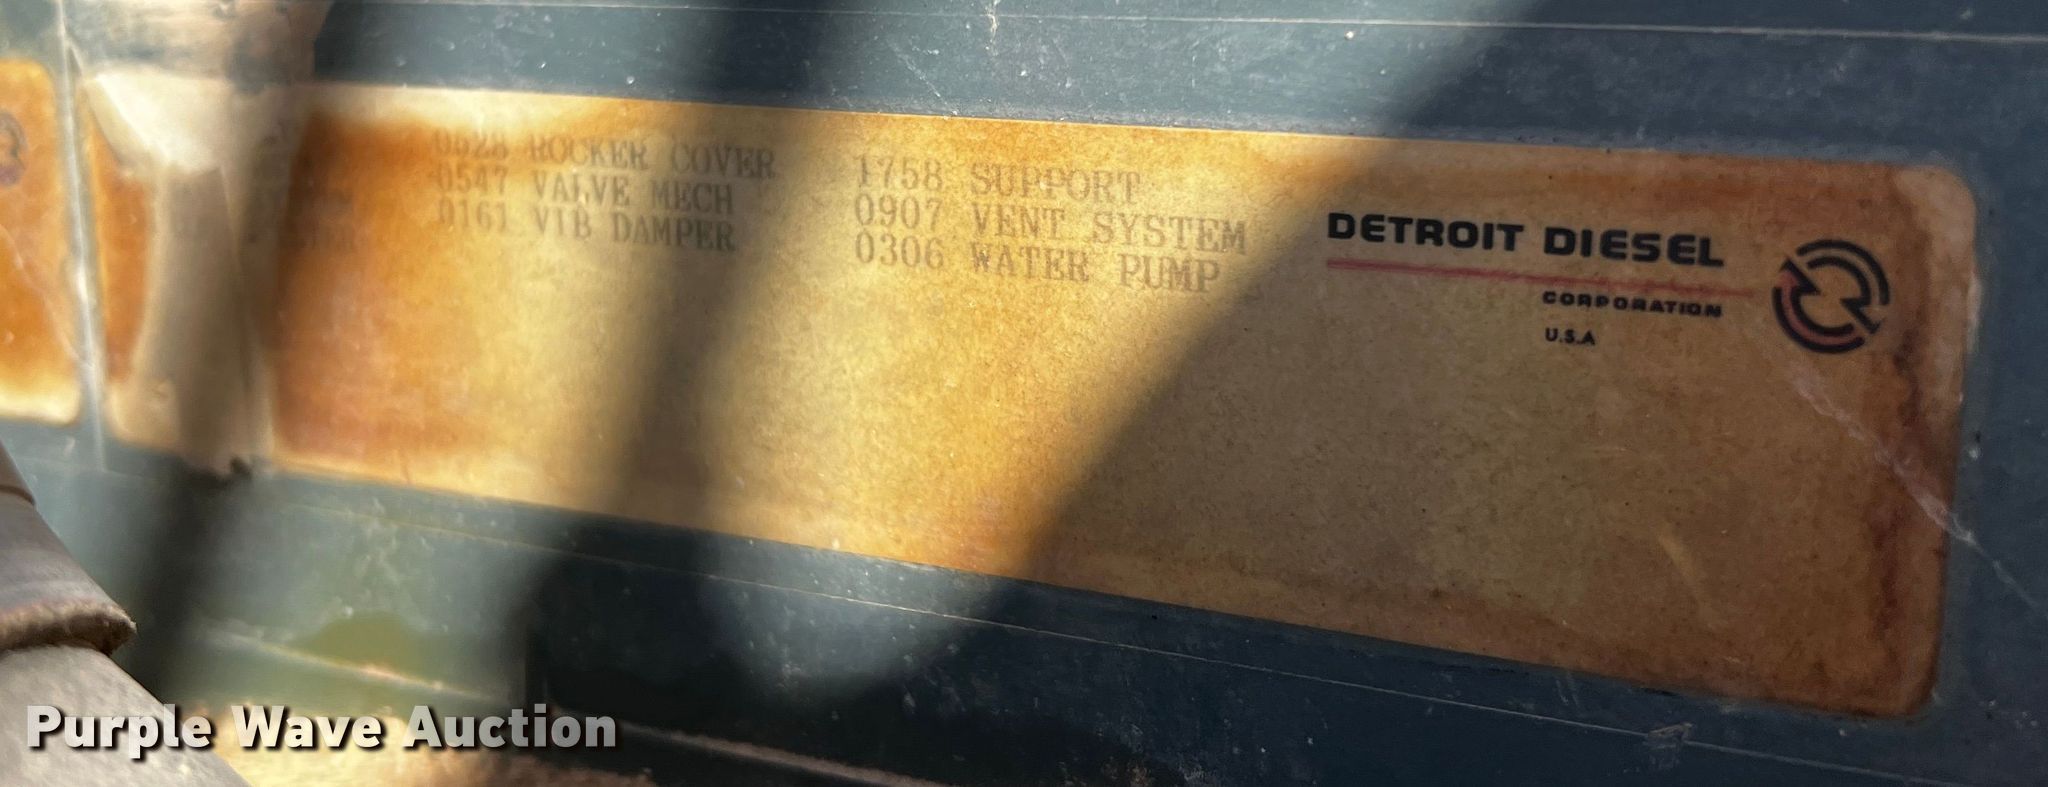 0528 ROCKER COVER
0547 VALVE MECH
0161 VIB DAMPER
1758 SUPPORT
0907 VENT SYSTEM
0306 WATER PUMP
DETROIT DIESEL
CORPORATION
U.S.A
Purple Wave Auction